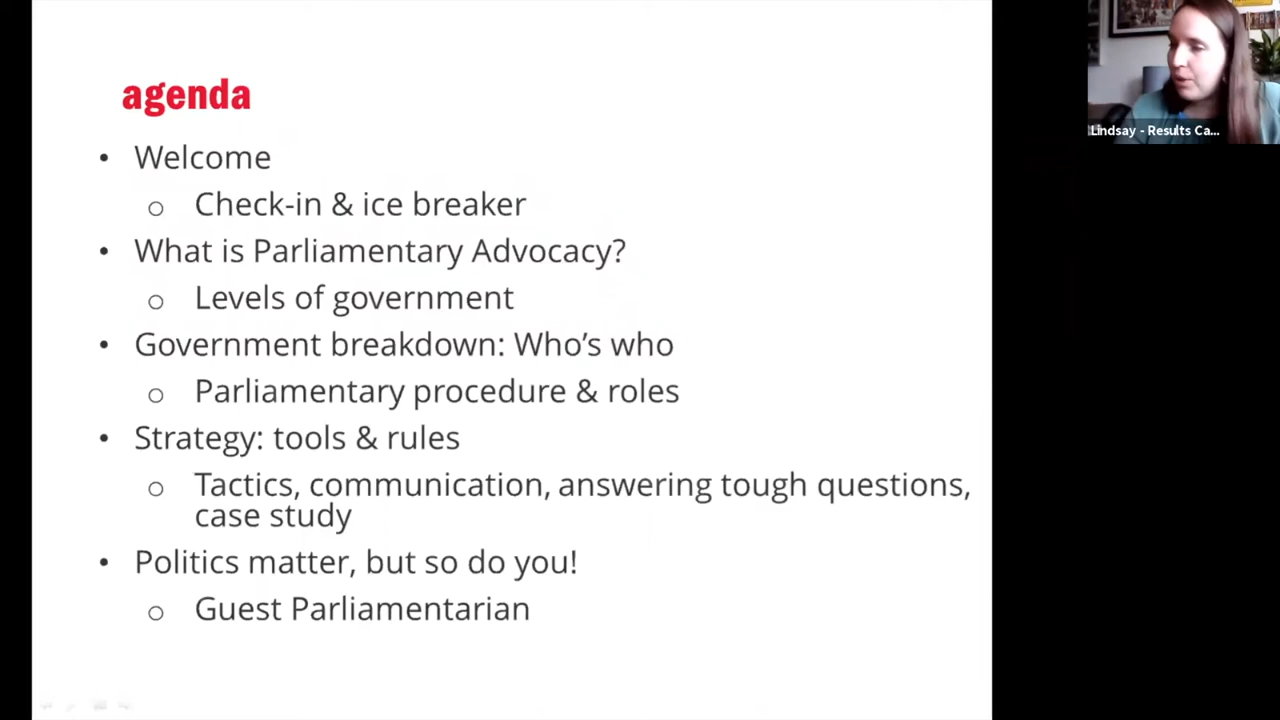 agenda
• Welcome
o Check-in & ice breaker
• What is Parliamentary Advocacy?
o Levels of government
• Government breakdown: Who’s who
o Parliamentary procedure & roles
• Strategy: tools & rules
o Tactics, communication, answering tough questions,
case study
• Politics matter, but so do you!
o Guest Parliamentarian
Lindsay - Results Ca...